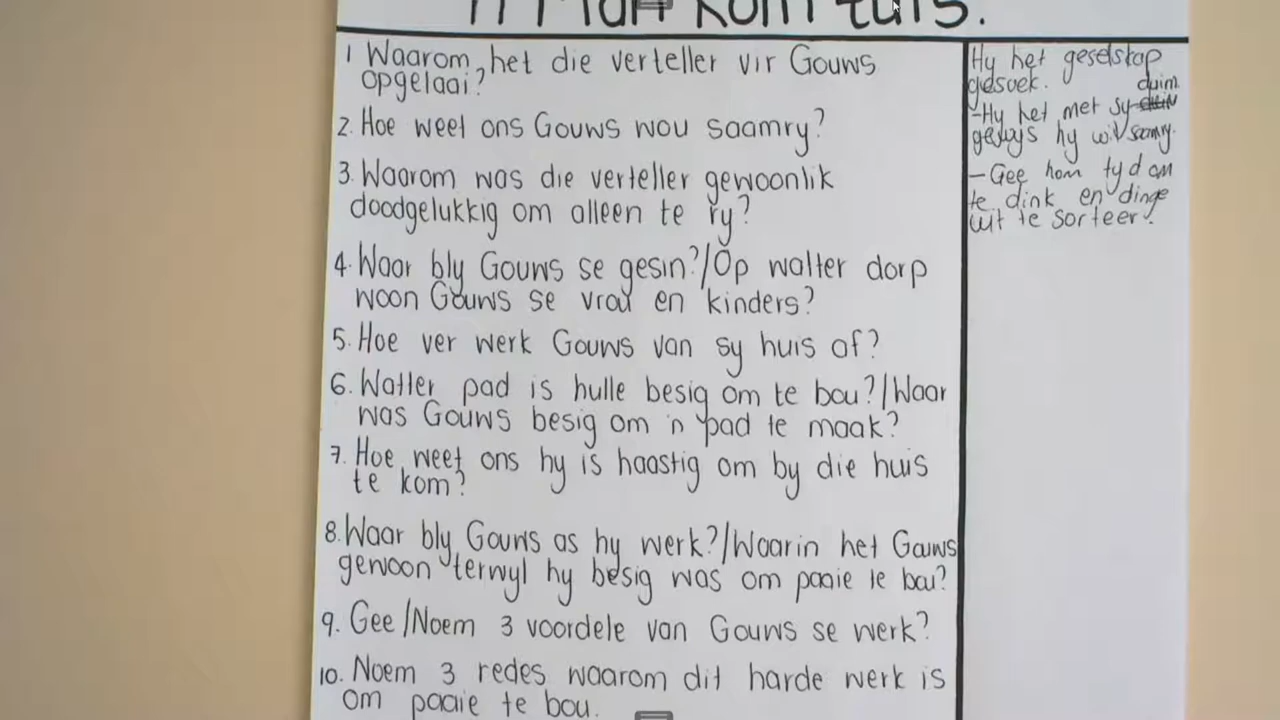 'n Man kom tuis.
1 Waarom het die verteller vir Gouws
opgelaai?
2. Hoe weet ons Gouws wou saamry?
3. Waarom was die verteller gewoonlik
doodgelukkig om alleen te ry?
4. Waar bly Gouws se gesin?/Op watter dorp
woon Gouws se vrou en kinders?
5. Hoe ver werk Gouws van sy huis af?
6. Watter pad is hulle besig om te bou?/Waar
was Gouws besig om 'n pad te maak?
7. Hoe weet ons hy is haastig om by die huis
te kom?
8. Waar bly Gouws as hy werk?/Waarin het Gouws
gewoon terwyl hy besig was om paaie te bou?
9. Gee/Noem 3 voordele van Gouws se werk?
10. Noem 3 redes waarom dit harde werk is
om paaie te bou.
Hy het geselskap
gesoek.
duim
-Hy het met sy
gewys hy wil saamry.
-Gee hom tyd om
te dink en dinge
uit te sorteer.